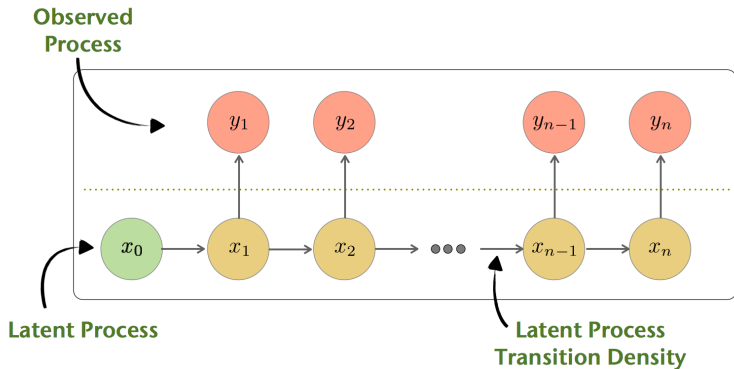 Observed
Process
y₁ y₂ yₙ₋₁ yₙ
x₀ x₁ x₂ xₙ₋₁ xₙ
Latent Process
Latent Process
Transition Density